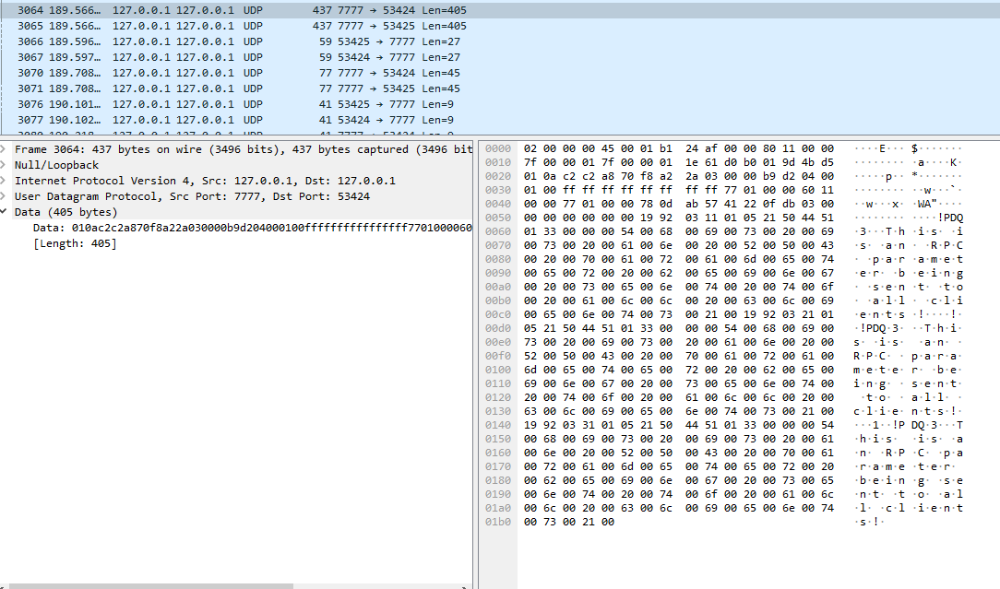 3064 189.566… 127.0.0.1 127.0.0.1 UDP 437 7777 → 53424 Len=405
3065 189.566… 127.0.0.1 127.0.0.1 UDP 437 7777 → 53425 Len=405
3066 189.596… 127.0.0.1 127.0.0.1 UDP 59 53425 → 7777 Len=27
3067 189.597… 127.0.0.1 127.0.0.1 UDP 59 53424 → 7777 Len=27
3070 189.708… 127.0.0.1 127.0.0.1 UDP 77 7777 → 53424 Len=45
3071 189.708… 127.0.0.1 127.0.0.1 UDP 77 7777 → 53425 Len=45
3076 190.101… 127.0.0.1 127.0.0.1 UDP 41 53425 → 7777 Len=9
3077 190.102… 127.0.0.1 127.0.0.1 UDP 41 53424 → 7777 Len=9
Frame 3064: 437 bytes on wire (3496 bits), 437 bytes captured (3496 bit
Null/Loopback
Internet Protocol Version 4, Src: 127.0.0.1, Dst: 127.0.0.1
User Datagram Protocol, Src Port: 7777, Dst Port: 53424
Data (405 bytes)
Data: 010ac2c2a870f8a22a030000b9d204000100ffffffffffffffff7701000060
[Length: 405]
0000 02 00 00 00 45 00 01 b1 24 af 00 00 80 11 00 00 ····E··· $·······
0010 7f 00 00 01 7f 00 00 01 1e 61 d0 b0 01 9d 4b d5 ········ ·a····K·
0020 01 0a c2 c2 a8 70 f8 a2 2a 03 00 00 b9 d2 04 00 ·····p·· *·······
0030 01 00 ff ff ff ff ff ff ff ff 77 01 00 00 60 11 ········ ··w···`·
0040 00 00 77 01 00 00 78 0d ab 57 41 22 0f db 03 00 ··w···x· ·WA"····
0050 00 00 00 00 00 00 19 92 03 11 01 05 21 50 44 51 ········ ····!PDQ
0060 01 33 00 00 00 54 00 68 00 69 00 73 00 20 00 69 ·3···T·h ·i·s· ·i
0070 00 73 00 20 00 61 00 6e 00 20 00 52 00 50 00 43 ·s· ·a·n · ·R·P·C
0080 00 20 00 70 00 61 00 72 00 61 00 6d 00 65 00 74 · ·p·a·r ·a·m·e·t
0090 00 65 00 72 00 20 00 62 00 65 00 69 00 6e 00 67 ·e·r· ·b ·e·i·n·g
00a0 00 20 00 73 00 65 00 6e 00 74 00 20 00 74 00 6f · ·s·e·n ·t· ·t·o
00b0 00 20 00 61 00 6c 00 6c 00 20 00 63 00 6c 00 69 · ·a·l·l · ·c·l·i
00c0 00 65 00 6e 00 74 00 73 00 21 00 19 92 03 21 01 ·e·n·t·s ·!····!·
00d0 05 21 50 44 51 01 33 00 00 00 54 00 68 00 69 00 ·!PDQ·3· ··T·h·i·
00e0 73 00 20 00 69 00 73 00 20 00 61 00 6e 00 20 00 s· ·i·s· ·a·n· ·
00f0 52 00 50 00 43 00 20 00 70 00 61 00 72 00 61 00 R·P·C· · p·a·r·a·
0100 6d 00 65 00 74 00 65 00 72 00 20 00 62 00 65 00 m·e·t·e· r· ·b·e·
0110 69 00 6e 00 67 00 20 00 73 00 65 00 6e 00 74 00 i·n·g· · s·e·n·t·
0120 20 00 74 00 6f 00 20 00 61 00 6c 00 6c 00 20 00 ·t·o· · a·l·l· ·
0130 63 00 6c 00 69 00 65 00 6e 00 74 00 73 00 21 00 c·l·i·e· n·t·s·!·
0140 19 92 03 31 01 05 21 50 44 51 01 33 00 00 00 54 ···1··!P DQ·3···T
0150 00 68 00 69 00 73 00 20 00 69 00 73 00 20 00 61 ·h·i·s· ·i·s· ·a
0160 00 6e 00 20 00 52 00 50 00 43 00 20 00 70 00 61 ·n· ·R·P ·C· ·p·a
0170 00 72 00 61 00 6d 00 65 00 74 00 65 00 72 00 20 ·r·a·m·e ·t·e·r·
0180 00 62 00 65 00 69 00 6e 00 67 00 20 00 73 00 65 ·b·e·i·n ·g· ·s·e
0190 00 6e 00 74 00 20 00 74 00 6f 00 20 00 61 00 6c ·n·t· ·t ·o· ·a·l
01a0 00 6c 00 20 00 63 00 6c 00 69 00 65 00 6e 00 74 ·l· ·c·l ·i·e·n·t
01b0 00 73 00 21 00 ·s·!·